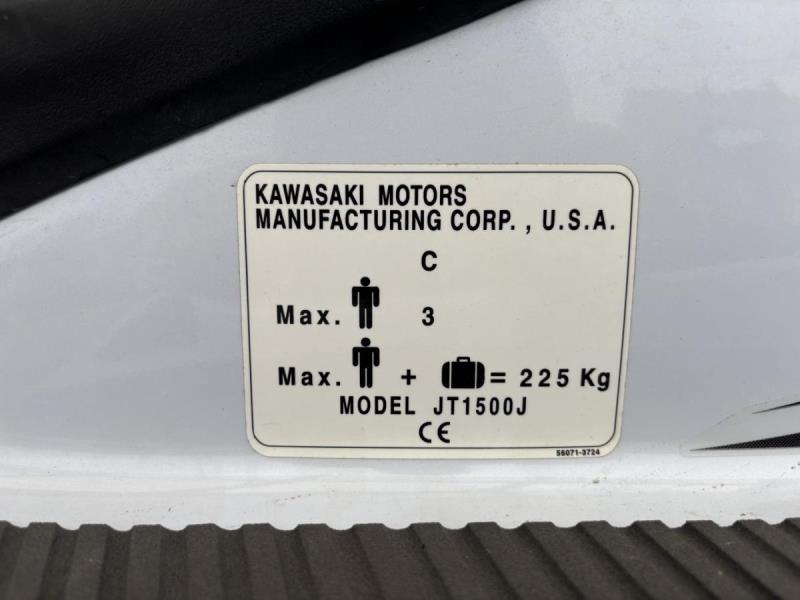 KAWASAKI MOTORS
MANUFACTURING CORP., U.S.A.
C
Max. 3
Max. + = 225 Kg
MODEL JT1500J
CE
56071-3724